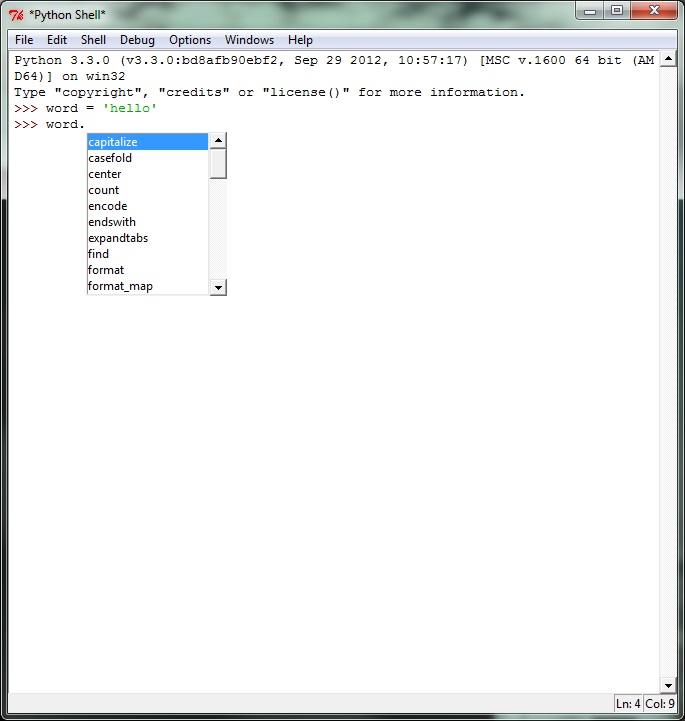 *Python Shell*
File Edit Shell Debug Options Windows Help
Python 3.3.0 (v3.3.0:bd8afb90ebf2, Sep 29 2012, 10:57:17) [MSC v.1600 64 bit (AM
D64)] on win32
Type "copyright", "credits" or "license()" for more information.
>>> word = 'hello'
>>> word.
capitalize
casefold
center
count
encode
endswith
expandtabs
find
format
format_map
Ln: 4 Col: 9